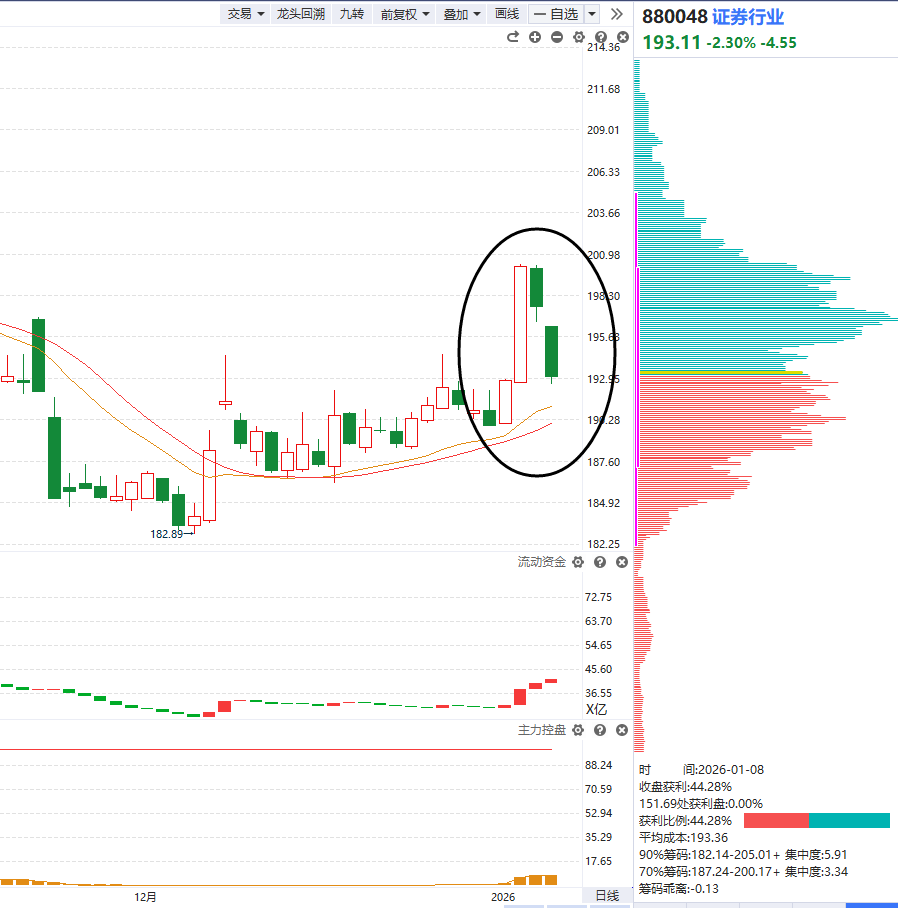 交易 龙头回溯 九转 前复权 叠加 画线 一自选
880048 证券行业
193.11 -2.30% -4.55
214.36
211.68
209.01
206.33
203.66
200.98
198.30
195.63
192.95
190.28
187.60
184.92
182.89
182.25
流动资金
72.75
63.70
54.65
45.60
36.55
X亿
主力控盘
88.24
70.59
52.94
35.29
17.65
12月
2026
日线
时 间:2026-01-08
收盘获利:44.28%
151.69处获利盘:0.00%
获利比例:44.28%
平均成本:193.36
90%筹码:182.14-205.01+ 集中度:5.91
70%筹码:187.24-200.17+ 集中度:3.34
筹码乖离:-0.13